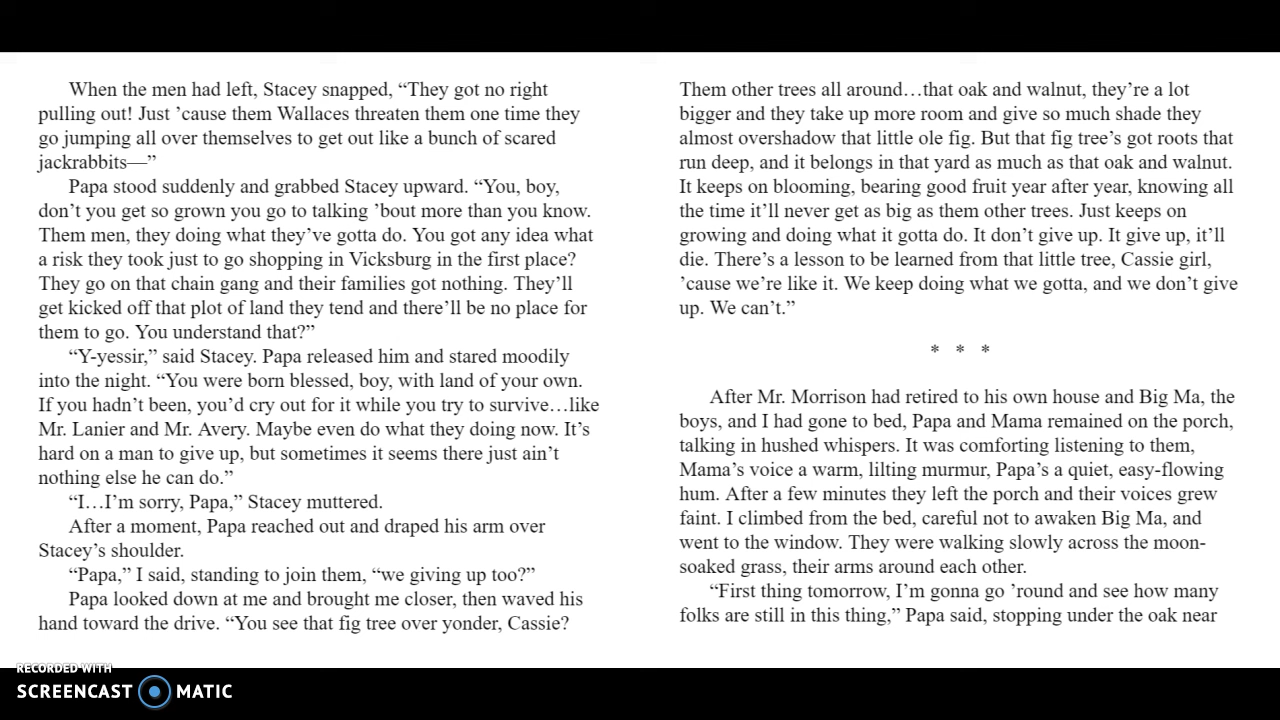 When the men had left, Stacey snapped, “They got no right
pulling out! Just ’cause them Wallaces threaten them one time they
go jumping all over themselves to get out like a bunch of scared
jackrabbits—”
Papa stood suddenly and grabbed Stacey upward. “You, boy,
don’t you get so grown you go to talking ’bout more than you know.
Them men, they doing what they’ve gotta do. You got any idea what
a risk they took just to go shopping in Vicksburg in the first place?
They go on that chain gang and their families got nothing. They’ll
get kicked off that plot of land they tend and there’ll be no place for
them to go. You understand that?”
“Y-yessir,” said Stacey. Papa released him and stared moodily
into the night. “You were born blessed, boy, with land of your own.
If you hadn’t been, you’d cry out for it while you try to survive…like
Mr. Lanier and Mr. Avery. Maybe even do what they doing now. It’s
hard on a man to give up, but sometimes it seems there just ain’t
nothing else he can do.”
“I…I’m sorry, Papa,” Stacey muttered.
After a moment, Papa reached out and draped his arm over
Stacey’s shoulder.
“Papa,” I said, standing to join them, “we giving up too?”
Papa looked down at me and brought me closer, then waved his
hand toward the drive. “You see that fig tree over yonder, Cassie?
Them other trees all around…that oak and walnut, they’re a lot
bigger and they take up more room and give so much shade they
almost overshadow that little ole fig. But that fig tree’s got roots that
run deep, and it belongs in that yard as much as that oak and walnut.
It keeps on blooming, bearing good fruit year after year, knowing all
the time it’ll never get as big as them other trees. Just keeps on
growing and doing what it gotta do. It don’t give up. It give up, it’ll
die. There’s a lesson to be learned from that little tree, Cassie girl,
’cause we’re like it. We keep doing what we gotta, and we don’t give
up. We can’t.”
* * *
After Mr. Morrison had retired to his own house and Big Ma, the
boys, and I had gone to bed, Papa and Mama remained on the porch,
talking in hushed whispers. It was comforting listening to them,
Mama’s voice a warm, lilting murmur, Papa’s a quiet, easy-flowing
hum. After a few minutes they left the porch and their voices grew
faint. I climbed from the bed, careful not to awaken Big Ma, and
went to the window. They were walking slowly across the moon-
soaked grass, their arms around each other.
“First thing tomorrow, I’m gonna go ’round and see how many
folks are still in this thing,” Papa said, stopping under the oak near
RECORDED WITH
SCREENCAST MATIC